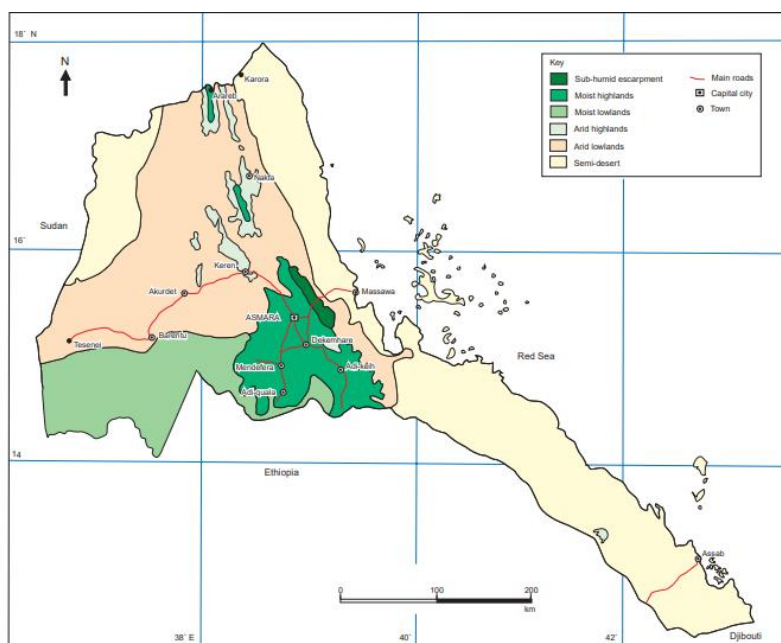 18° N
N
Karora
Arareb
Nakfa
Sudan
16°
Keren
Akurdet
Massawa
ASMARA
Barentu
Tesenei
Dekemhare
Red Sea
Mendefera
Adi-keih
Adi-quala
14
Ethiopia
Assab
0 100 200
km
38° E
40
42
Djibouti
Key
Sub-humid escarpment
Moist highlands
Moist lowlands
Arid highlands
Arid lowlands
Semi-desert
Main roads
Capital city
Town